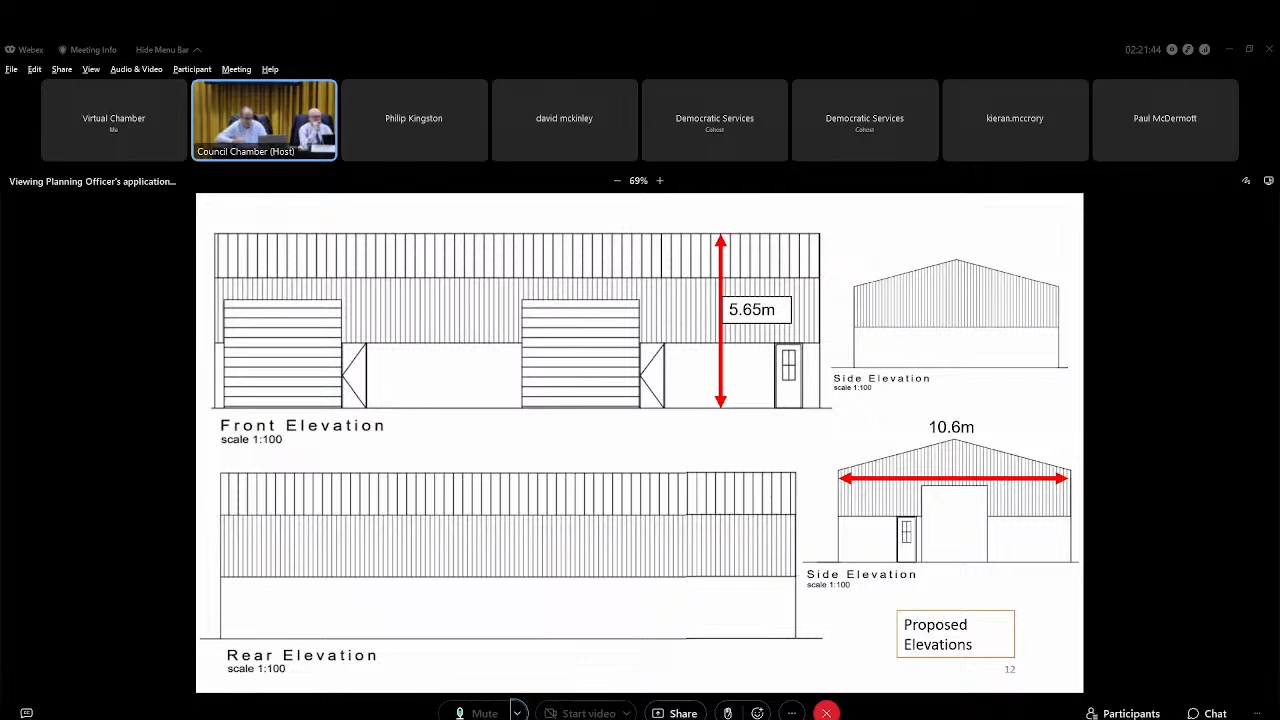 Webex Meeting Info Hide Menu Bar 02:21:44
File Edit Share View Audio & Video Participant Meeting Help
Virtual Chamber
Me
Council Chamber (Host)
Philip Kingston
david mckinley
Democratic Services
Cohost
Democratic Services
Cohost
kieran.mccrory
Paul McDermott
Viewing Planning Officer's application...
69%
5.65m
Front Elevation
scale 1:100
Side Elevation
scale 1:100
10.6m
Side Elevation
scale 1:100
Rear Elevation
scale 1:100
Proposed
Elevations
12
Mute Start video Share Participants Chat